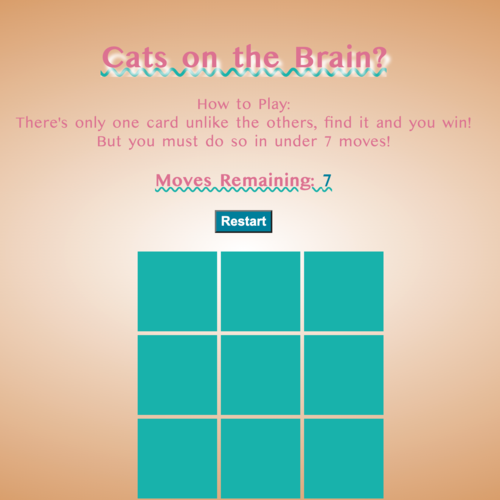 Cats on the Brain?
How to Play:
There's only one card unlike the others, find it and you win!
But you must do so in under 7 moves!
Moves Remaining: 7
Restart